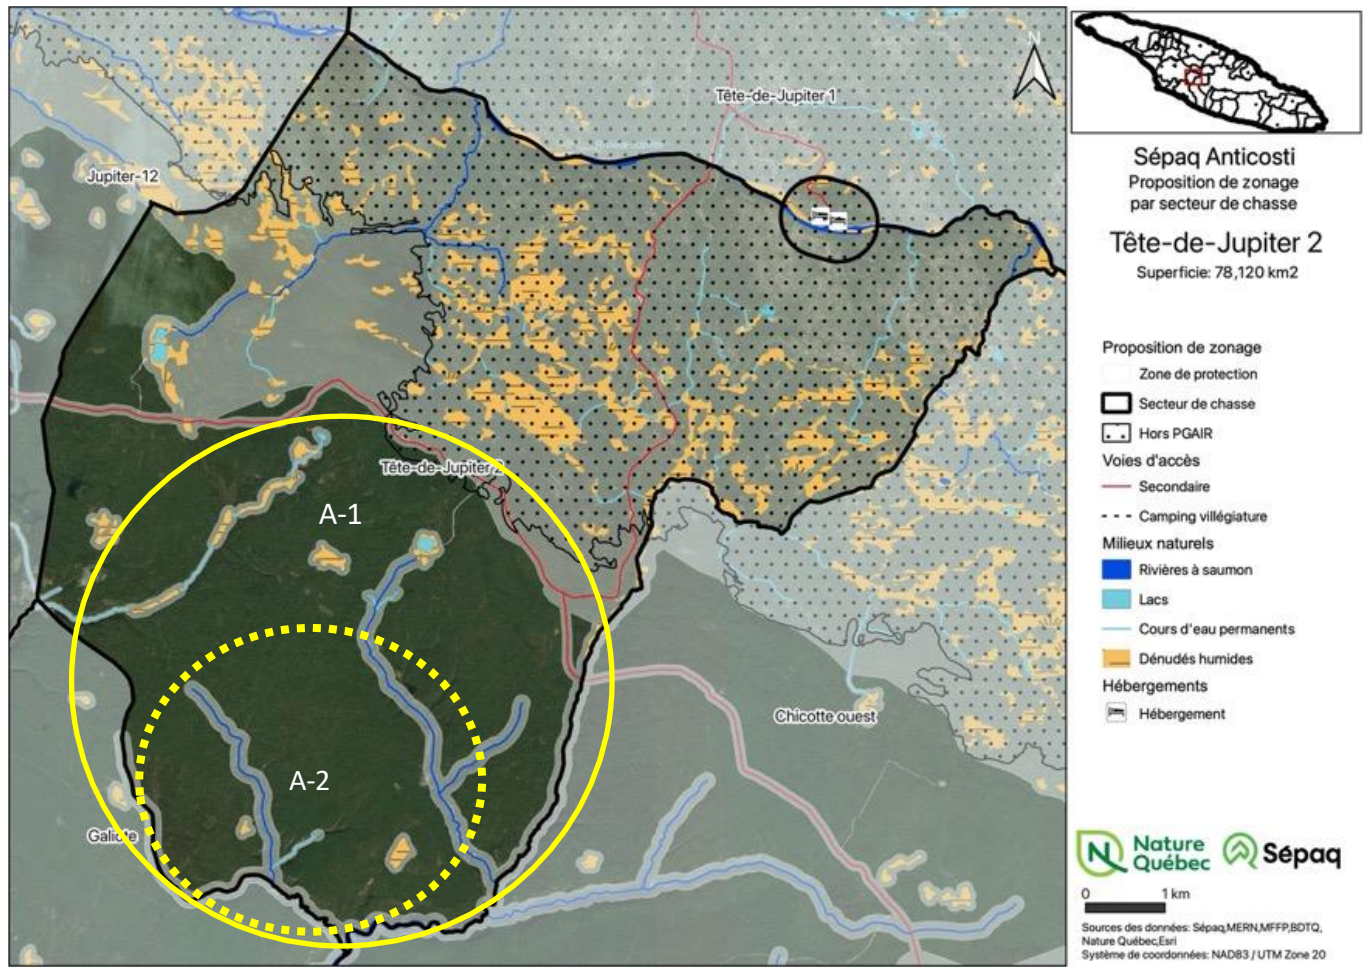 N
Tête-de-Jupiter 1
Jupiter-12
Tête-de-Jupiter 2
A-1
A-2
Chicotte ouest
Galiote
Sépaq Anticosti
Proposition de zonage
par secteur de chasse
Tête-de-Jupiter 2
Superficie: 78,120 km2
Proposition de zonage
Zone de protection
Secteur de chasse
Hors PGAIR
Voies d'accès
Secondaire
Camping villégiature
Milieux naturels
Rivières à saumon
Lacs
Cours d'eau permanents
Dénudés humides
Hébergements
Hébergement
Nature
Québec
Sépaq
0 1 km
Sources des données: Sépaq,MERN,MFFP,BDTQ,
Nature Québec,Esri
Système de coordonnées: NAD83 / UTM Zone 20